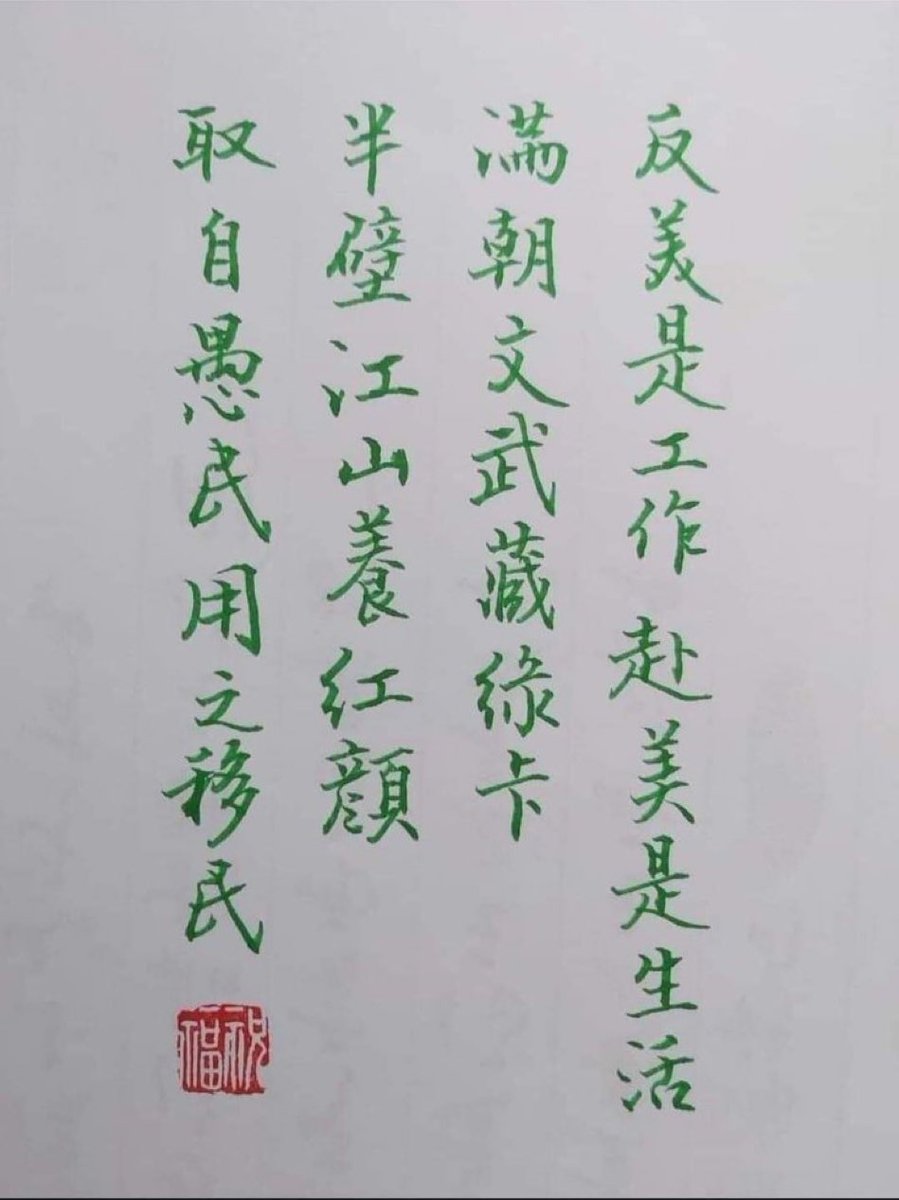 反美是工作赴美是生活
滿朝文武藏綠卡
半壁江山養红顔
取自愚民用之移民
祝福